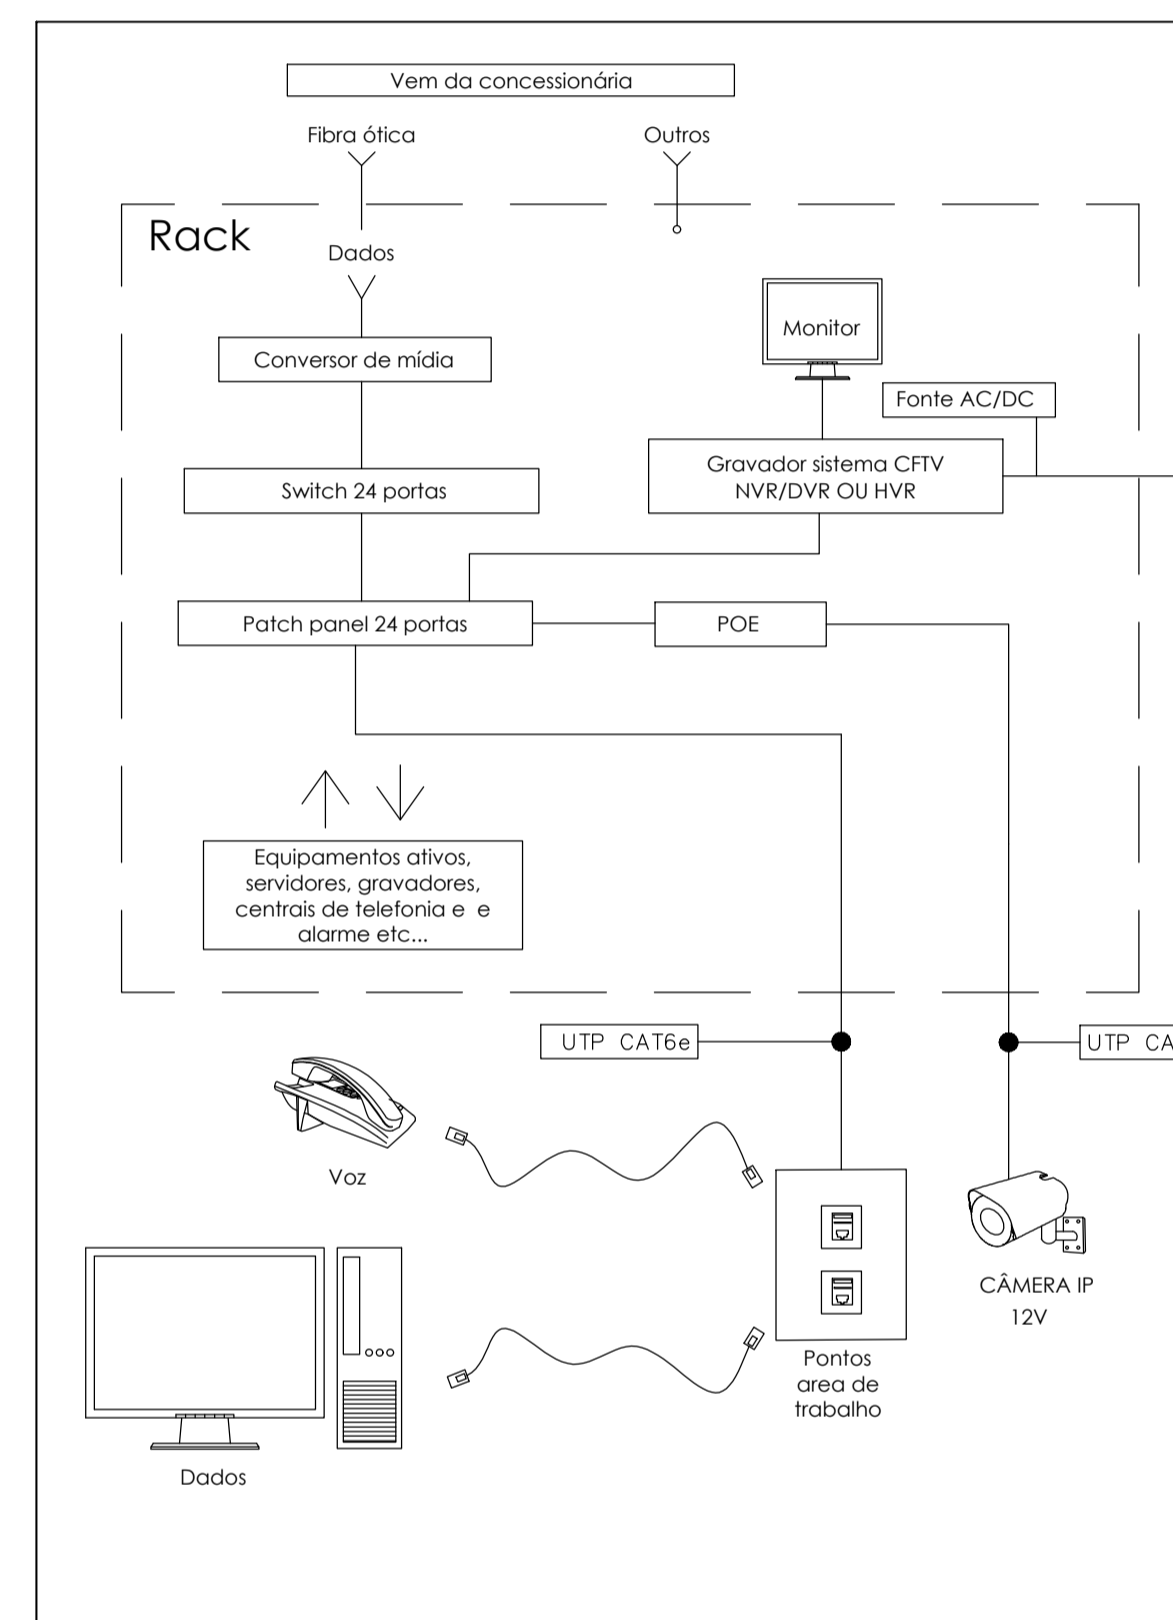 Vem da concessionária
Fibra ótica
Outros
Rack
Dados
Conversor de mídia
Monitor
Fonte AC/DC
Gravador sistema CFTV
NVR/DVR OU HVR
Switch 24 portas
Patch panel 24 portas
POE
Equipamentos ativos,
servidores, gravadores,
centrais de telefonia e e
alarme etc...
UTP CAT6e
UTP CA
Voz
CÂMERA IP
12V
Pontos
area de
trabalho
Dados